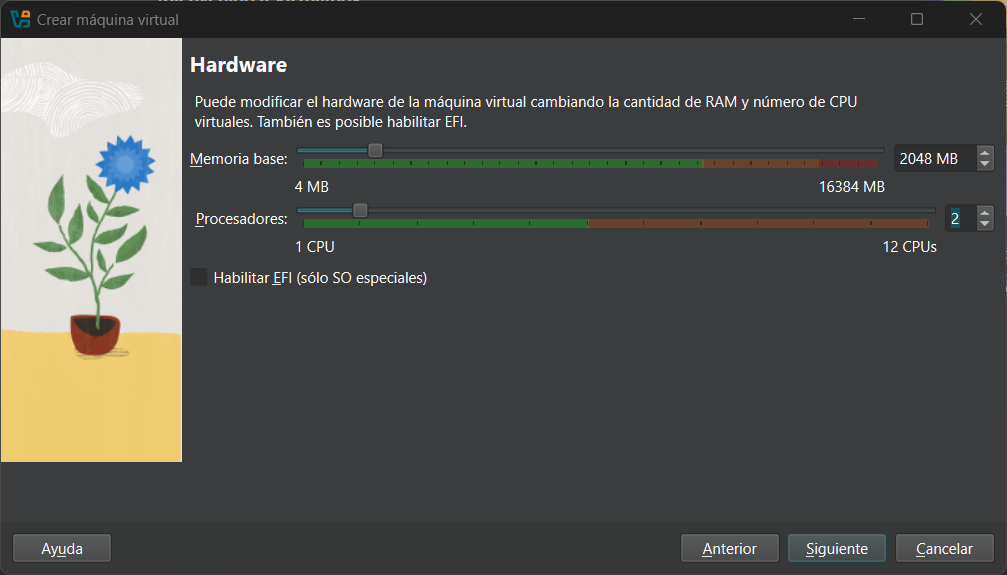 Crear máquina virtual
Hardware
Puede modificar el hardware de la máquina virtual cambiando la cantidad de RAM y número de CPU
virtuales. También es posible habilitar EFI.
Memoria base:
2048 MB
4 MB
16384 MB
Procesadores:
2
1 CPU
12 CPUs
Habilitar EFI (sólo SO especiales)
Ayuda
Anterior
Siguiente
Cancelar